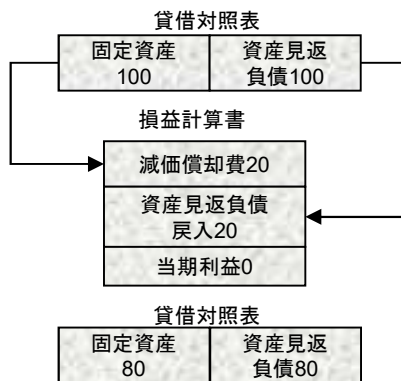 貸借対照表
固定資産
100
資産見返
負債100
損益計算書
減価償却費20
資産見返負債
戻入20
当期利益0
貸借対照表
固定資産
80
資産見返
負債80